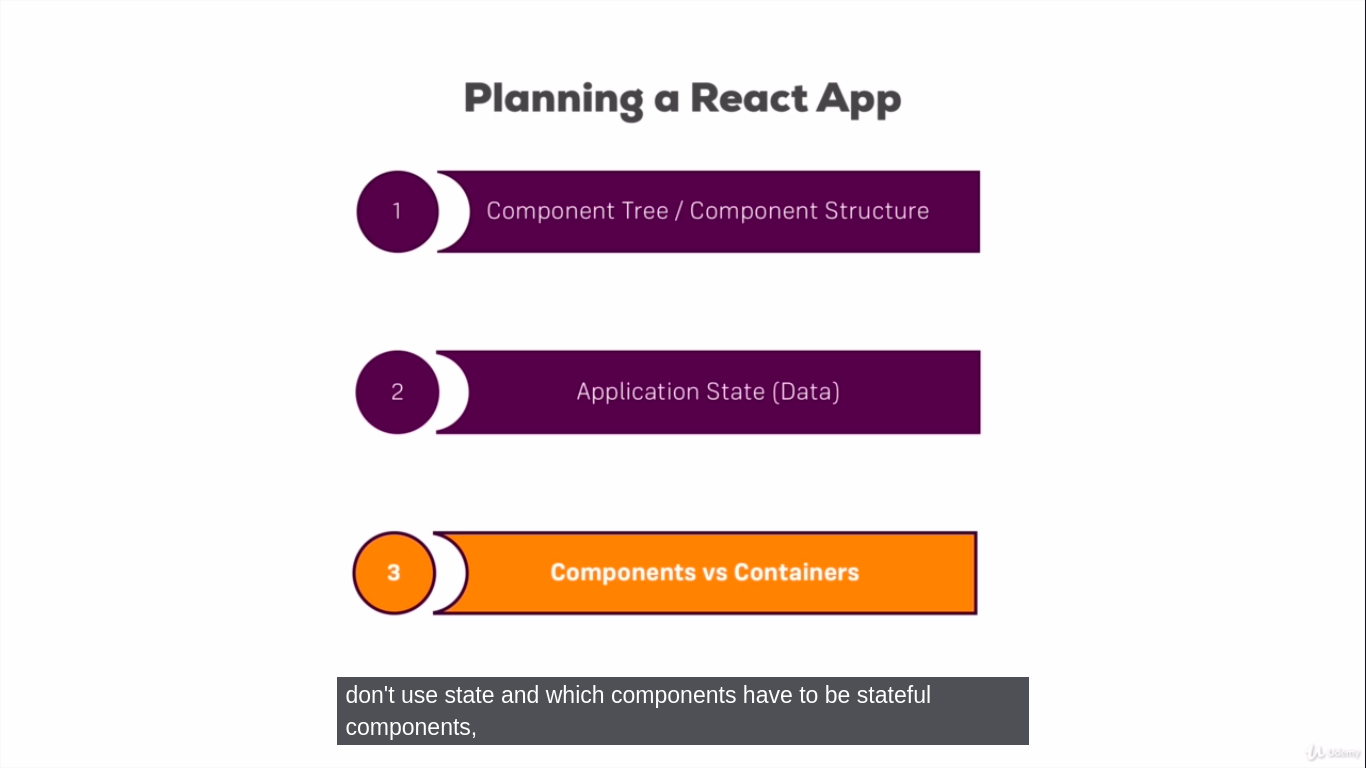 Planning a React App
1
Component Tree / Component Structure
2
Application State (Data)
3
Components vs Containers
don't use state and which components have to be stateful
components,
Udemy